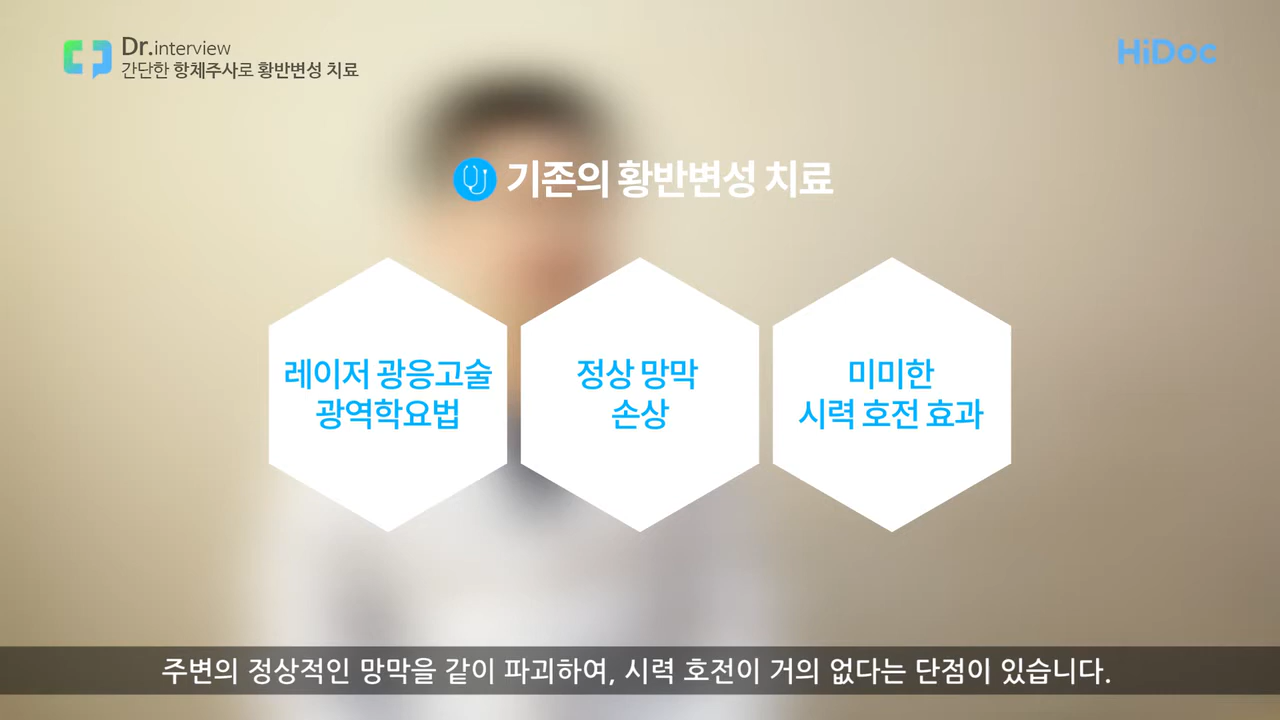 Dr.interview
간단한 항체주사로 황반변성 치료
HiDoc
기존의 황반변성 치료
레이저 광응고술
광역학요법
정상 망막
손상
미미한
시력 호전 효과
주변의 정상적인 망막을 같이 파괴하여, 시력 호전이 거의 없다는 단점이 있습니다.